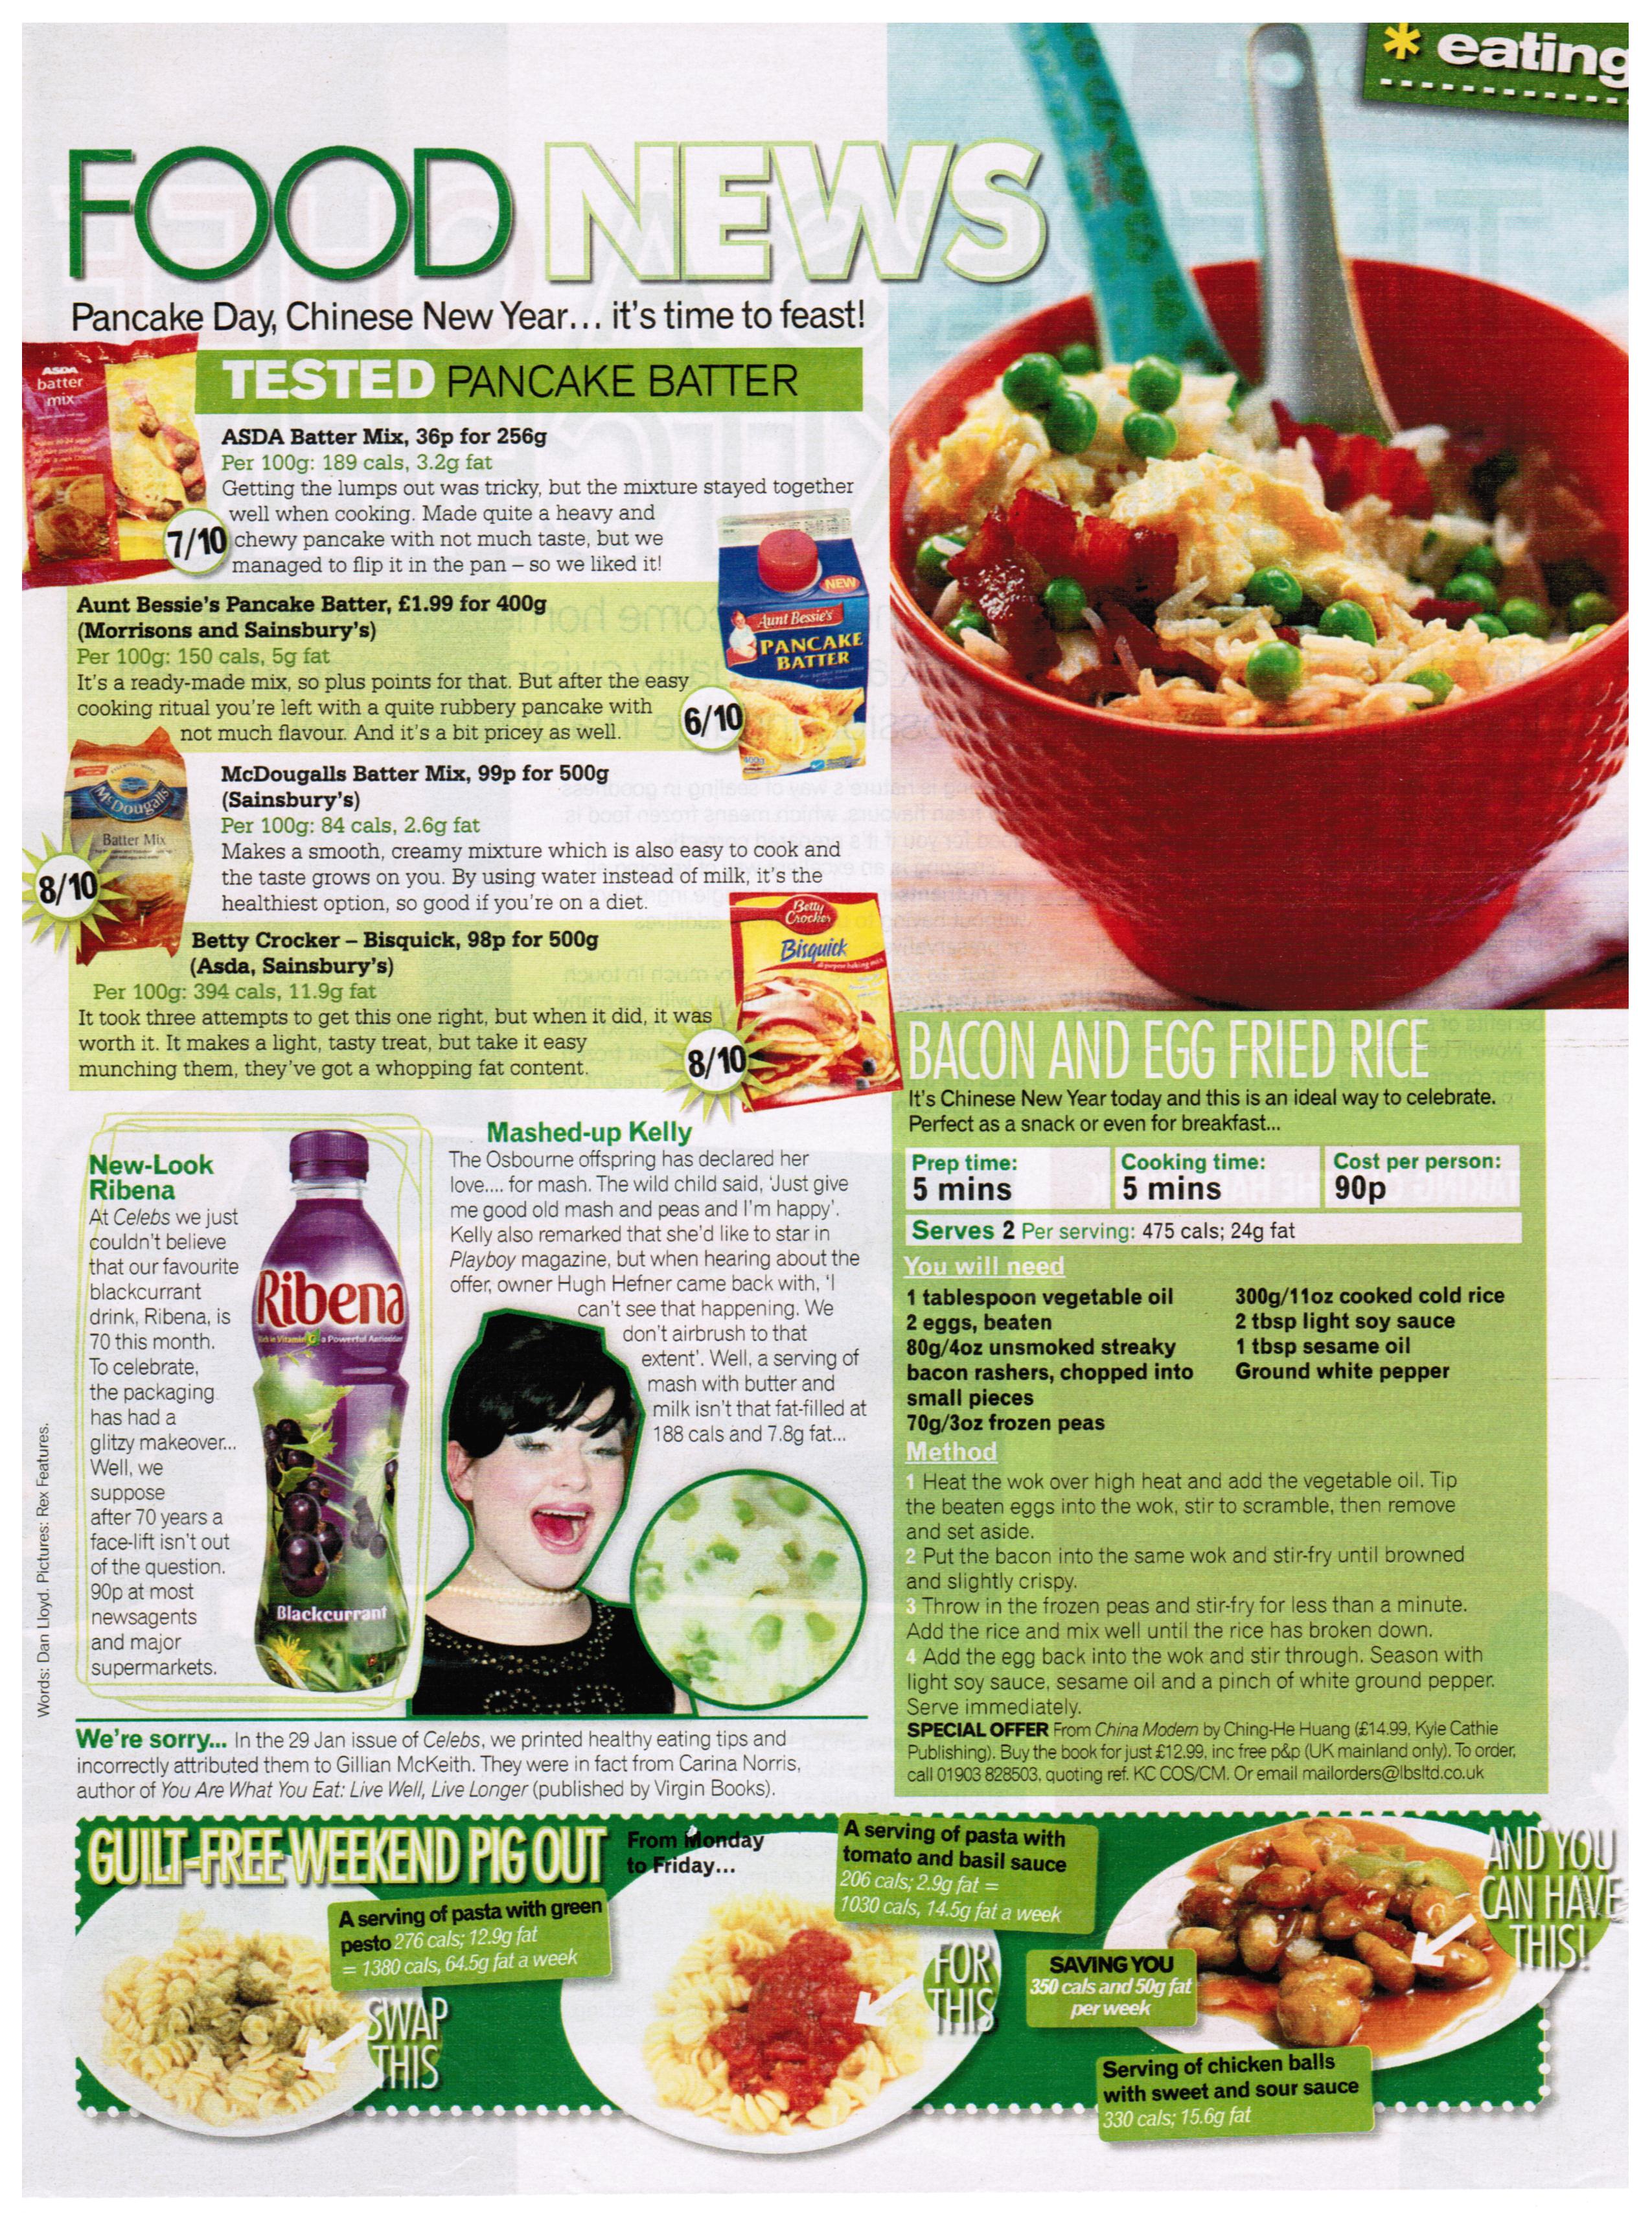 * eating
FOOD NEWS
Pancake Day, Chinese New Year... it's time to feast!
TESTED PANCAKE BATTER
ASDA
batter
mix
ASDA Batter Mix, 36p for 256g
Per 100g: 189 cals, 3.2g fat
Getting the lumps out was tricky, but the mixture stayed together
well when cooking. Made quite a heavy and
chewy pancake with not much taste, but we
managed to flip it in the pan – so we liked it!
7/10
Aunt Bessie's Pancake Batter, £1.99 for 400g
(Morrisons and Sainsbury's)
Per 100g: 150 cals, 5g fat
It's a ready-made mix, so plus points for that. But after the easy
cooking ritual you're left with a quite rubbery pancake with
not much flavour. And it's a bit pricey as well.
6/10
NEW
Aunt Bessie's
PANCAKE
BATTER
400g
McDougalls
Batter Mix
McDougalls Batter Mix, 99p for 500g
(Sainsbury's)
Per 100g: 84 cals, 2.6g fat
Makes a smooth, creamy mixture which is also easy to cook and
the taste grows on you. By using water instead of milk, it's the
healthiest option, so good if you're on a diet.
8/10
Betty Crocker – Bisquick, 98p for 500g
(Asda, Sainsbury's)
Per 100g: 394 cals, 11.9g fat
It took three attempts to get this one right, but when it did, it was
worth it. It makes a light, tasty treat, but take it easy
munching them, they've got a whopping fat content.
8/10
Betty
Crocker
Bisquick
New-Look
Ribena
At Celebs we just
couldn't believe
that our favourite
blackcurrant
drink, Ribena, is
70 this month.
To celebrate,
the packaging
has had a
glitzy makeover...
Well, we
suppose
after 70 years a
face-lift isn't out
of the question.
90p at most
newsagents
and major
supermarkets.
Ribena
Rich in Vitamin C a Powerful Antioxidant
Blackcurrant
Mashed-up Kelly
The Osbourne offspring has declared her
love.... for mash. The wild child said, 'Just give
me good old mash and peas and I'm happy'.
Kelly also remarked that she'd like to star in
Playboy magazine, but when hearing about the
offer, owner Hugh Hefner came back with, 'I
can't see that happening. We
don't airbrush to that
extent'. Well, a serving of
mash with butter and
milk isn't that fat-filled at
188 cals and 7.8g fat...
Words: Dan Lloyd. Pictures: Rex Features.
We're sorry... In the 29 Jan issue of Celebs, we printed healthy eating tips and
incorrectly attributed them to Gillian McKeith. They were in fact from Carina Norris,
author of You Are What You Eat: Live Well, Live Longer (published by Virgin Books).
BACON AND EGG FRIED RICE
It's Chinese New Year today and this is an ideal way to celebrate.
Perfect as a snack or even for breakfast...
Prep time:
5 mins
Cooking time:
5 mins
Cost per person:
90p
Serves 2 Per serving: 475 cals; 24g fat
You will need
1 tablespoon vegetable oil
2 eggs, beaten
80g/4oz unsmoked streaky
bacon rashers, chopped into
small pieces
70g/3oz frozen peas
300g/11oz cooked cold rice
2 tbsp light soy sauce
1 tbsp sesame oil
Ground white pepper
Method
1 Heat the wok over high heat and add the vegetable oil. Tip
the beaten eggs into the wok, stir to scramble, then remove
and set aside.
2 Put the bacon into the same wok and stir-fry until browned
and slightly crispy.
3 Throw in the frozen peas and stir-fry for less than a minute.
Add the rice and mix well until the rice has broken down.
4 Add the egg back into the wok and stir through. Season with
light soy sauce, sesame oil and a pinch of white ground pepper.
Serve immediately.
SPECIAL OFFER From China Modern by Ching-He Huang (£14.99, Kyle Cathie
Publishing). Buy the book for just £12.99, inc free p&p (UK mainland only). To order,
call 01903 828503, quoting ref. KC COS/CM. Or email mailorders@lbsltd.co.uk
GUILT-FREE WEEKEND PIG OUT
From Monday
to Friday...
A serving of pasta with green
pesto 276 cals; 12.9g fat
= 1380 cals, 64.5g fat a week
SWAP
THIS
A serving of pasta with
tomato and basil sauce
206 cals; 2.9g fat =
1030 cals, 14.5g fat a week
FOR
THIS
SAVING YOU
350 cals and 50g fat
per week
AND YOU
CAN HAVE
THIS!
Serving of chicken balls
with sweet and sour sauce
330 cals; 15.6g fat